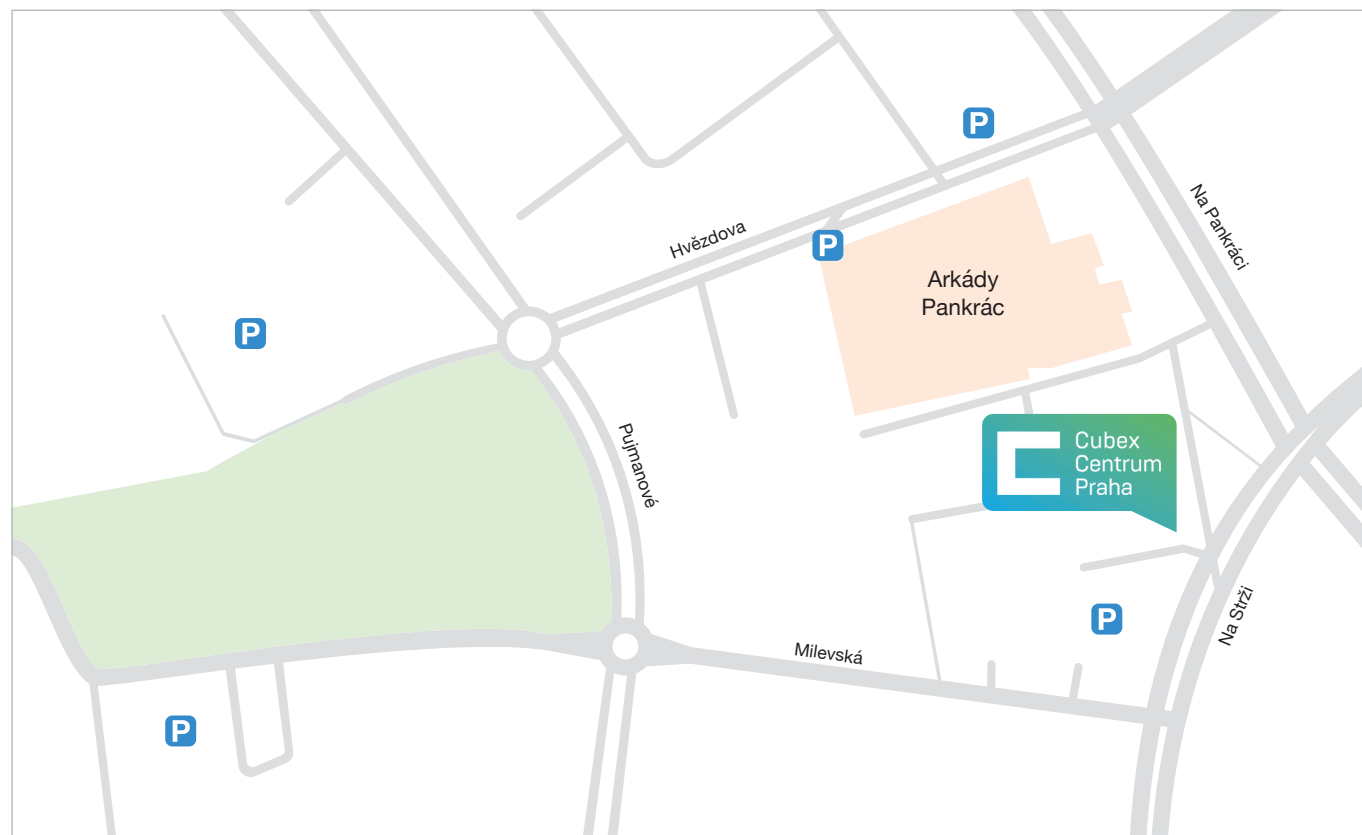 P
Na Pankráci
Hvězdova
P
Arkády
Pankrác
P
Cubex
Centrum
Praha
Pujmanové
P
Na Strži
Milevská
P